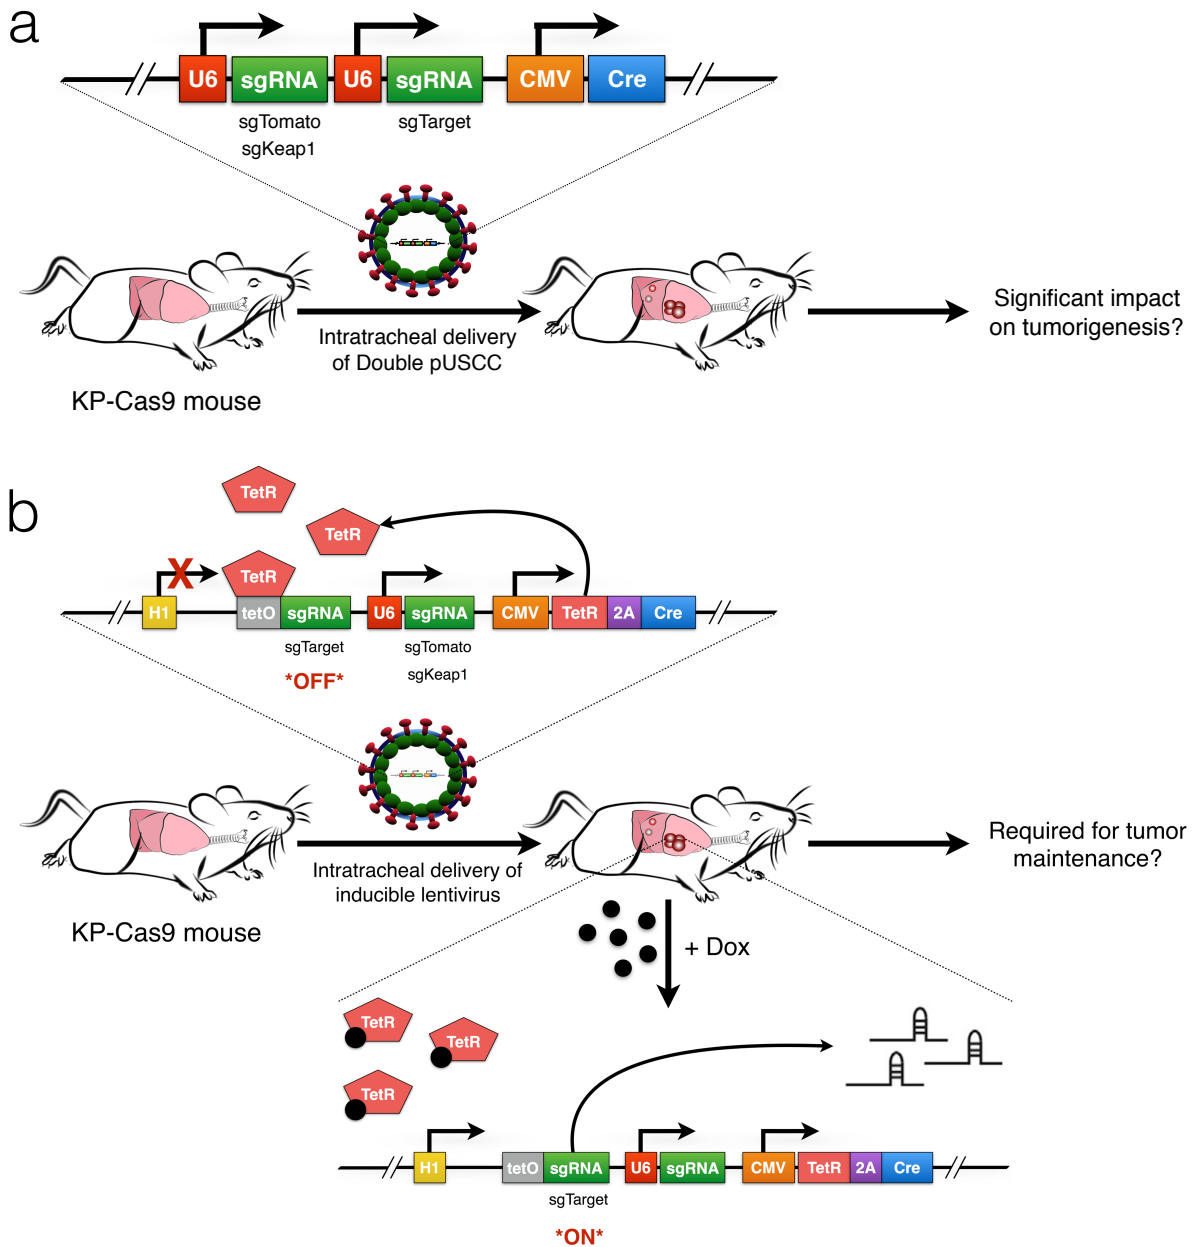 a
U6 sgRNA U6 sgRNA CMV Cre
sgTomato sgTarget
sgKeap1
Intratracheal delivery
of Double pUSCC
KP-Cas9 mouse
Significant impact
on tumorigenesis?
b
TetR
TetR
X
TetR
H1 tetO sgRNA U6 sgRNA CMV TetR 2A Cre
sgTarget sgTomato
*OFF* sgKeap1
Intratracheal delivery of
inducible lentivirus
KP-Cas9 mouse
Required for tumor
maintenance?
+ Dox
TetR
TetR
TetR
H1 tetO sgRNA U6 sgRNA CMV TetR 2A Cre
sgTarget
*ON*